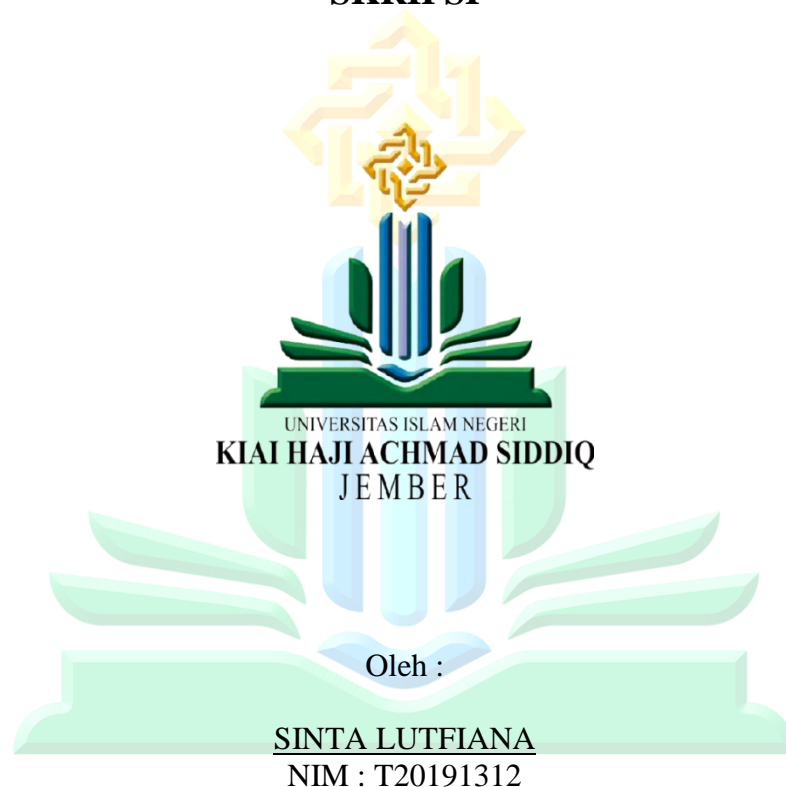 SKRIPSI
UNIVERSITAS ISLAM NEGERI
KIAI HAJI ACHMAD SIDDIQ
JEMBER
Oleh :
SINTA LUTFIANA
NIM : T20191312